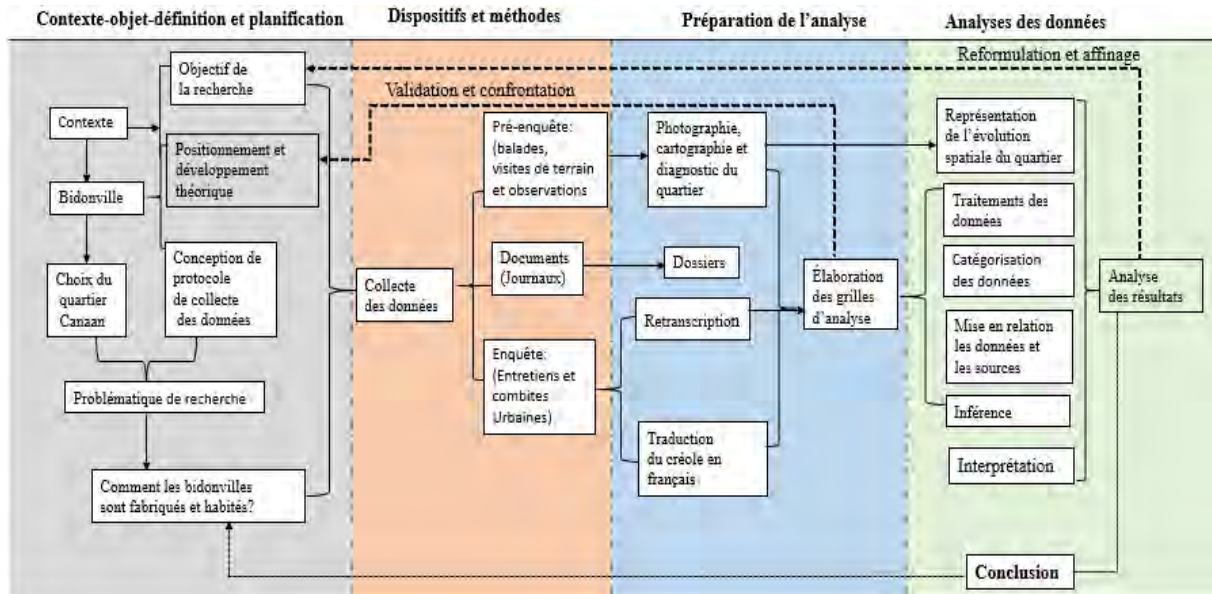 Contexte-objet-définition et planification
Dispositifs et méthodes
Préparation de l'analyse
Analyses des données
Objectif de
la recherche
Contexte
Positionnement et
développement
théorique
Bidonville
Choix du
quartier
Canaan
Conception de
protocole
de collecte
des données
Problématique de recherche
Comment les bidonvilles
sont fabriqués et habités?
Validation et confrontation
Collecte
des données
Pré-enquête:
(balades,
visites de terrain
et observations
Documents
(Journaux)
Enquête:
(Entretiens et
combites
Urbaines)
Photographie,
cartographie et
diagnostic du
quartier
Dossiers
Retranscription
Traduction
du créole en
français
Élaboration
des grilles
d'analyse
Reformulation et affinage
Représentation
de l'évolution
spatiale du quartier
Traitements des
données
Catégorisation
des données
Mise en relation
les données et
les sources
Inférence
Interprétation
Analyse
des résultats
Conclusion